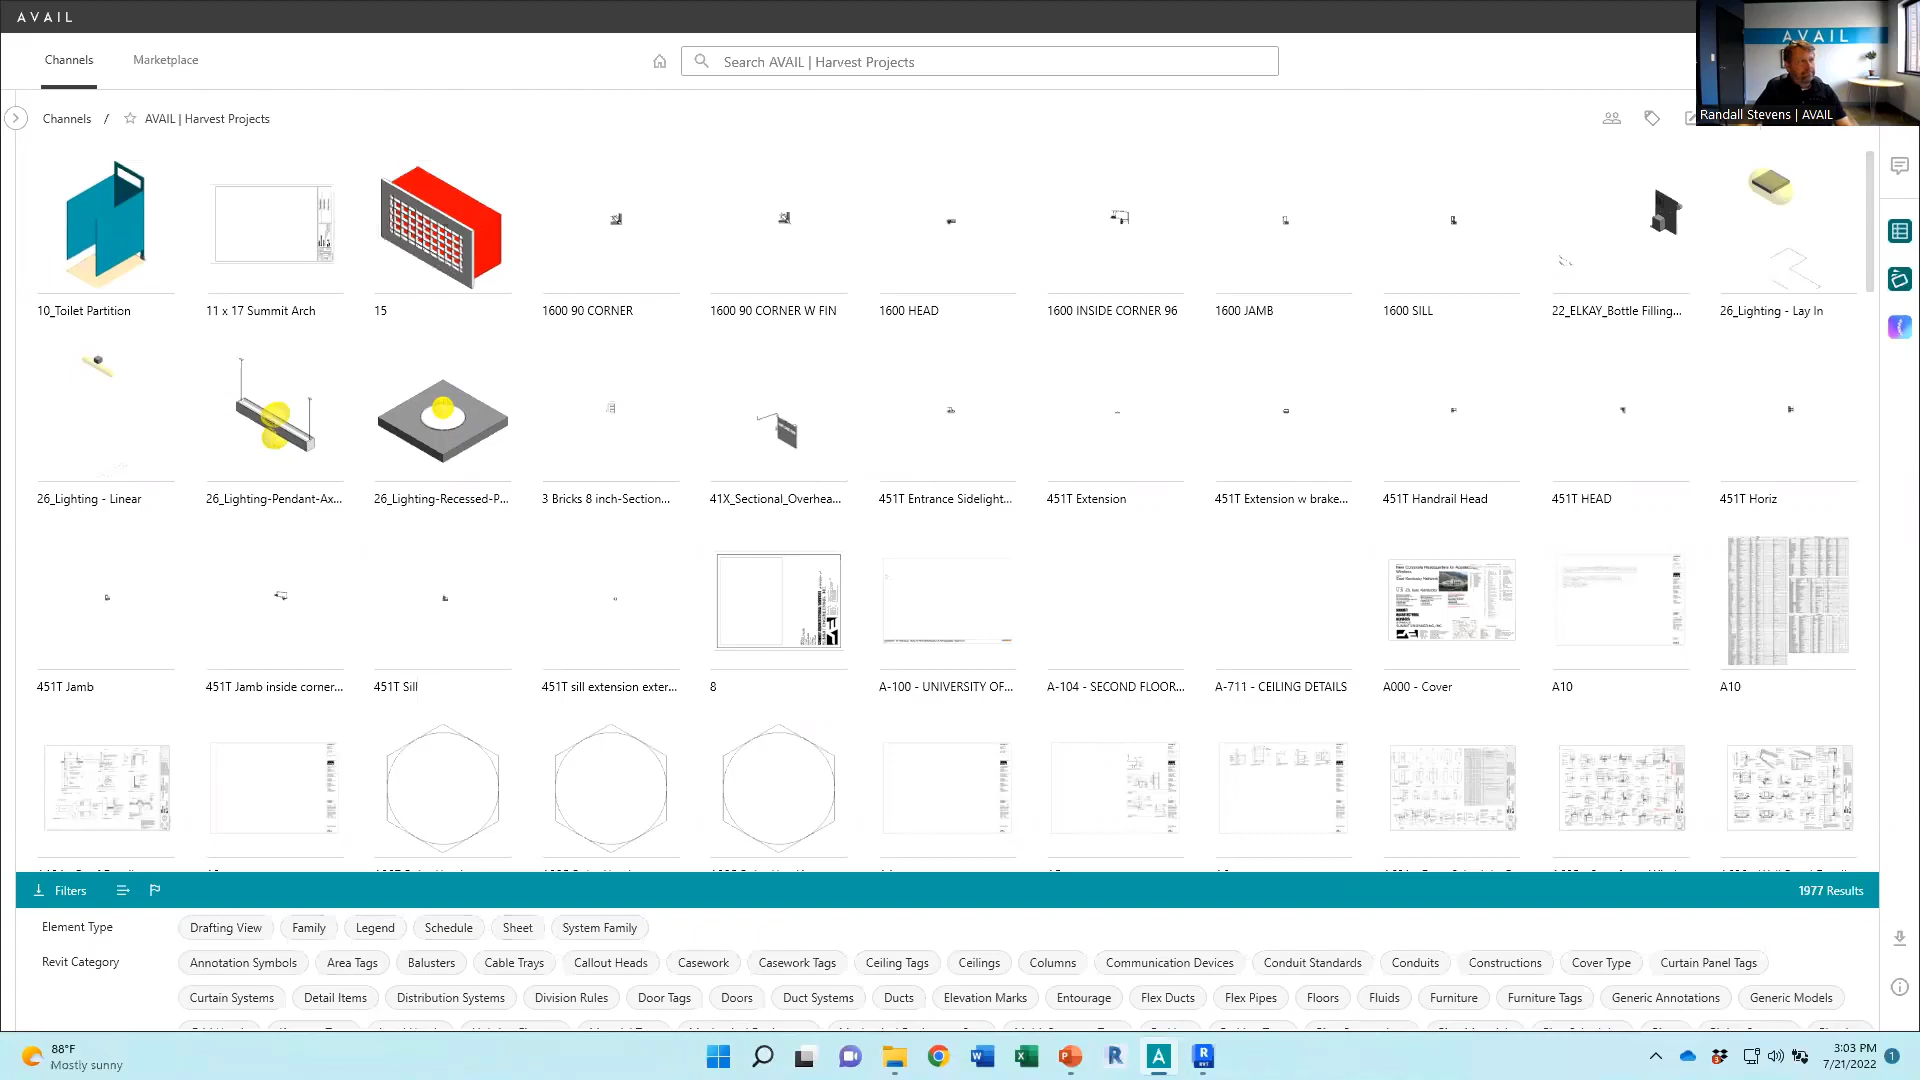 AVAIL
Channels
Marketplace
Search AVAIL | Harvest Projects
AVAIL
Randall Stevens | AVAIL
Channels / AVAIL | Harvest Projects
10_Toilet Partition
11 x 17 Summit Arch
15
1600 90 CORNER
1600 90 CORNER W FIN
1600 HEAD
1600 INSIDE CORNER 96
1600 JAMB
1600 SILL
22_ELKAY_Bottle Filling...
26_Lighting - Lay In
26_Lighting - Linear
26_Lighting-Pendant-Ax...
26_Lighting-Recessed-P...
3 Bricks 8 inch-Section...
41X_Sectional_Overhea...
451T Entrance Sidelight...
451T Extension
451T Extension w brake...
451T Handrail Head
451T HEAD
451T Horiz
451T Jamb
451T Jamb inside corner...
451T Sill
451T sill extension exter...
8
A-100 - UNIVERSITY OF...
A-104 - SECOND FLOOR...
A-711 - CEILING DETAILS
A000 - Cover
A10
A10
Filters
1977 Results
Element Type
Drafting View
Family
Legend
Schedule
Sheet
System Family
Revit Category
Annotation Symbols
Area Tags
Balusters
Cable Trays
Callout Heads
Casework
Casework Tags
Ceiling Tags
Ceilings
Columns
Communication Devices
Conduit Standards
Conduits
Constructions
Cover Type
Curtain Panel Tags
Curtain Systems
Detail Items
Distribution Systems
Division Rules
Door Tags
Doors
Duct Systems
Ducts
Elevation Marks
Entourage
Flex Ducts
Flex Pipes
Floors
Fluids
Furniture
Furniture Tags
Generic Annotations
Generic Models
88°F
Mostly sunny
3:03 PM
7/21/2022
1